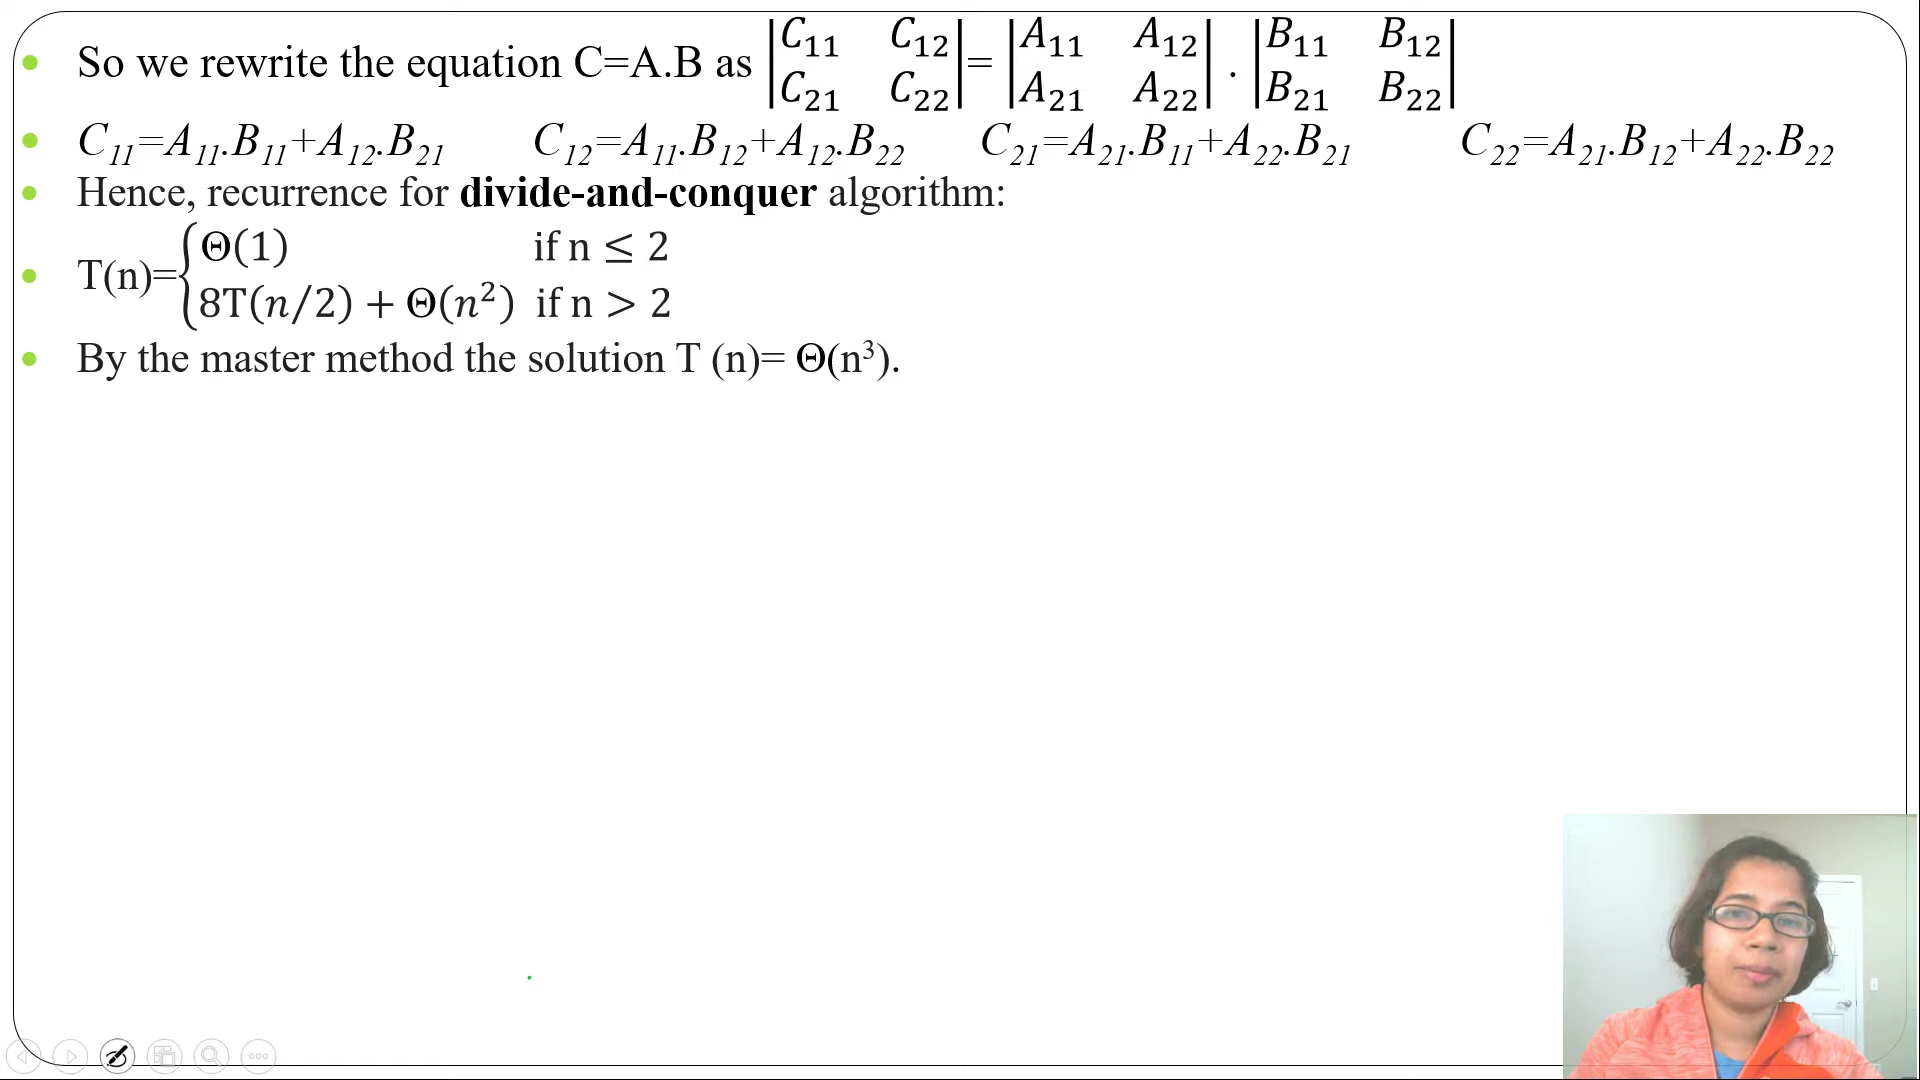 So we rewrite the equation C=A.B as |C₁₁ C₁₂ C₂₁ C₂₂| = |A₁₁ A₁₂ A₂₁ A₂₂| . |B₁₁ B₁₂ B₂₁ B₂₂|
C₁₁=A₁₁.B₁₁+A₁₂.B₂₁ C₁₂=A₁₁.B₁₂+A₁₂.B₂₂ C₂₁=A₂₁.B₁₁+A₂₂.B₂₁ C₂₂=A₂₁.B₁₂+A₂₂.B₂₂
Hence, recurrence for divide-and-conquer algorithm:
T(n)={Θ(1) if n ≤ 2
8T(n/2) + Θ(n²) if n > 2
By the master method the solution T (n)= Θ(n³).